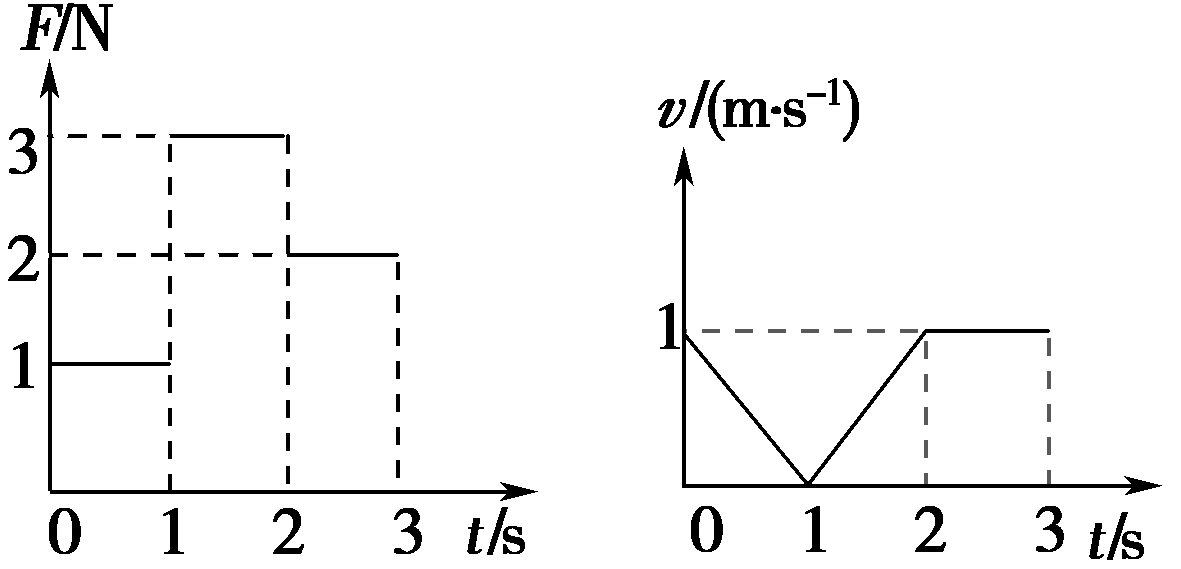 F/N
3
2
1
0 1 2 3 t/s
v/(m·s⁻¹)
1
0 1 2 3 t/s